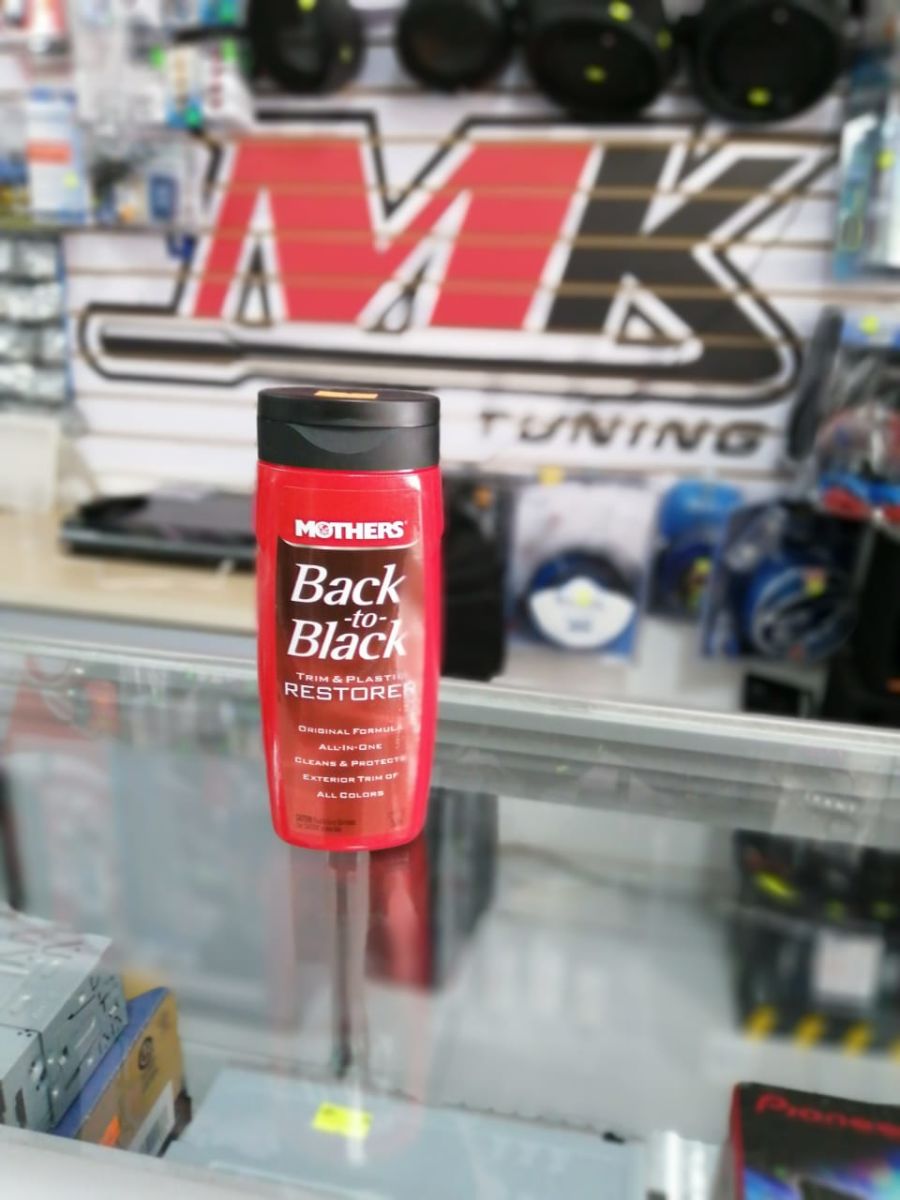 MK
TUNING
MOTHERS®
Back
-to-
Black
TRIM & PLASTIC
RESTORER
ORIGINAL FORMULA
ALL-IN-ONE
CLEANS & PROTECTS
EXTERIOR TRIM OF
ALL COLORS
Pioneer